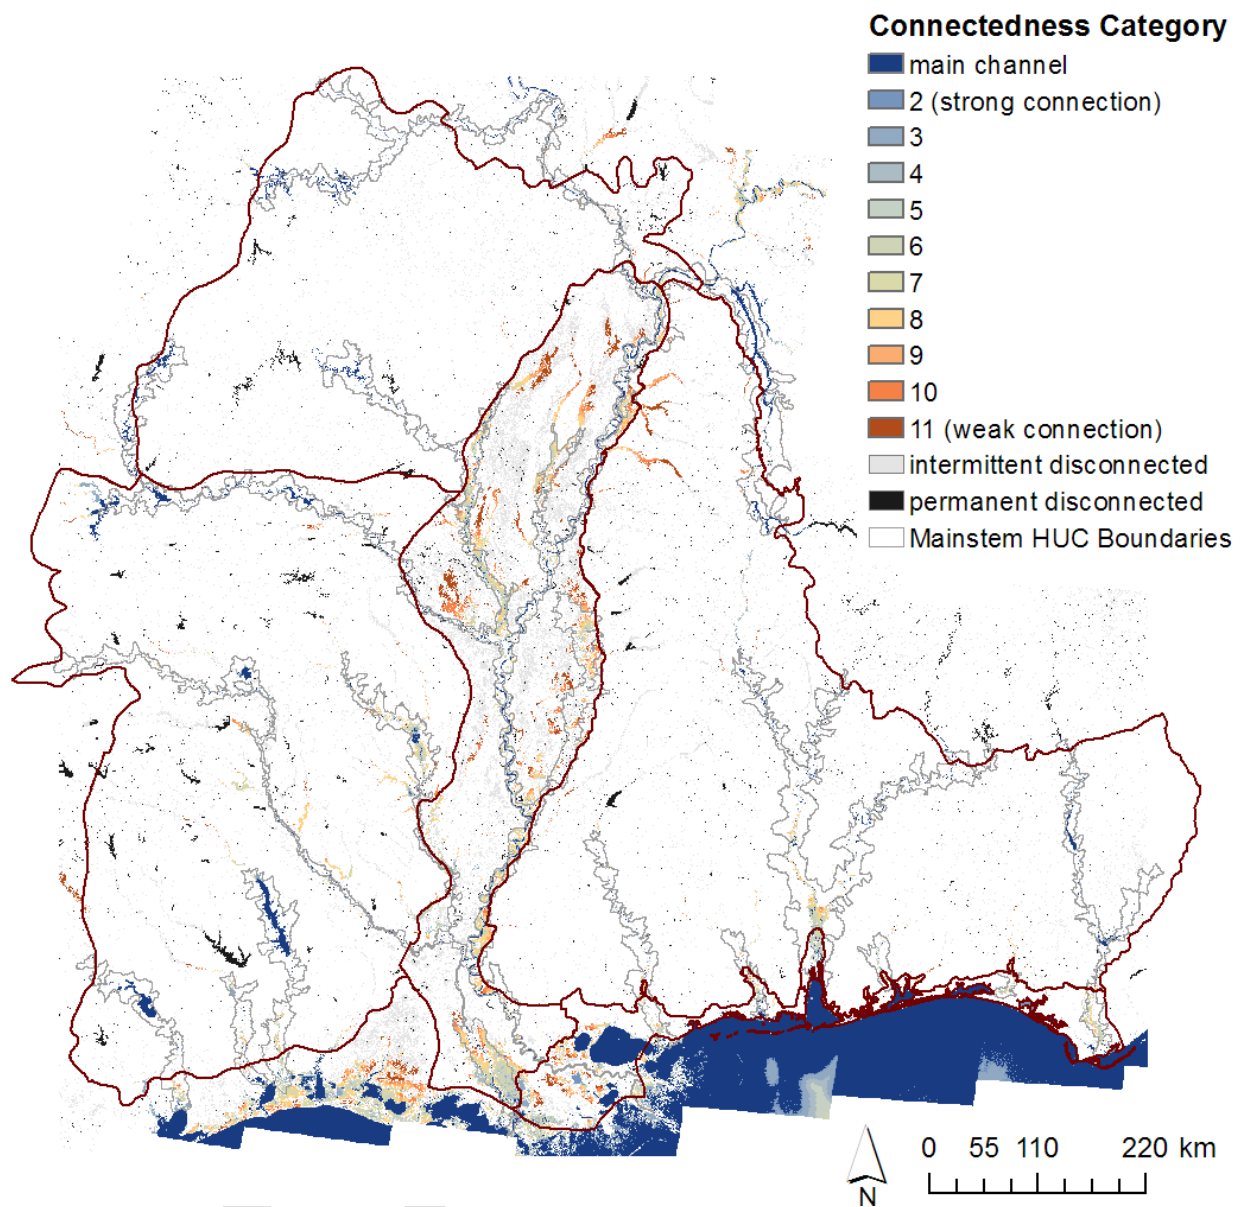 Connectedness Category
main channel
2 (strong connection)
3
4
5
6
7
8
9
10
11 (weak connection)
intermittent disconnected
permanent disconnected
Mainstem HUC Boundaries
0 55 110 220 km
N